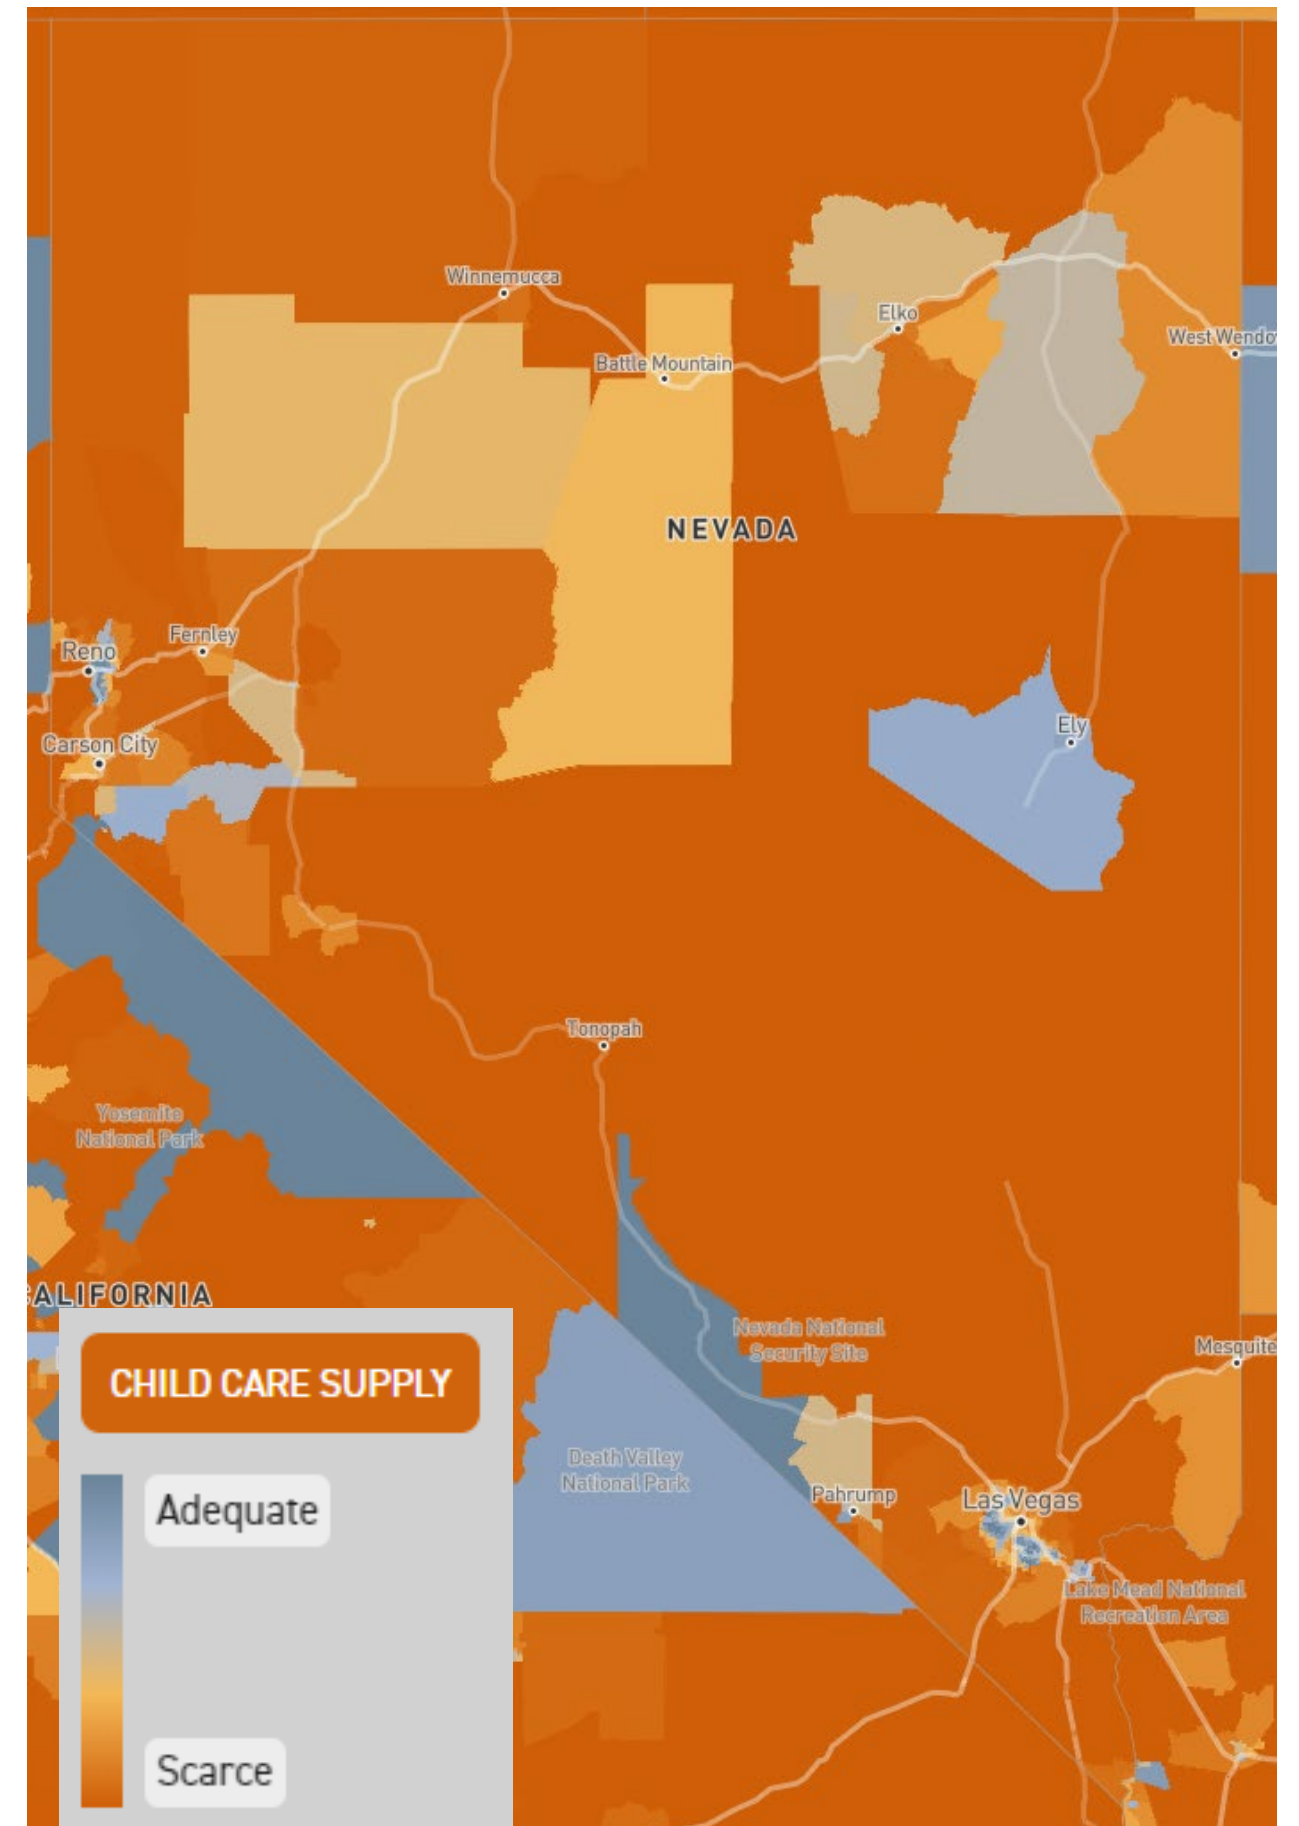 Winnemucca
Elko
West Wendo
Battle Mountain
NEVADA
Fernley
Reno
Ely
Carson City
Tonopah
Yosemite
National Park
ALIFORNIA
Nevada National
Security Site
Mesquite
Death Valley
National Park
Pahrump
Las Vegas
Lake Mead National
Recreation Area
CHILD CARE SUPPLY
Adequate
Scarce